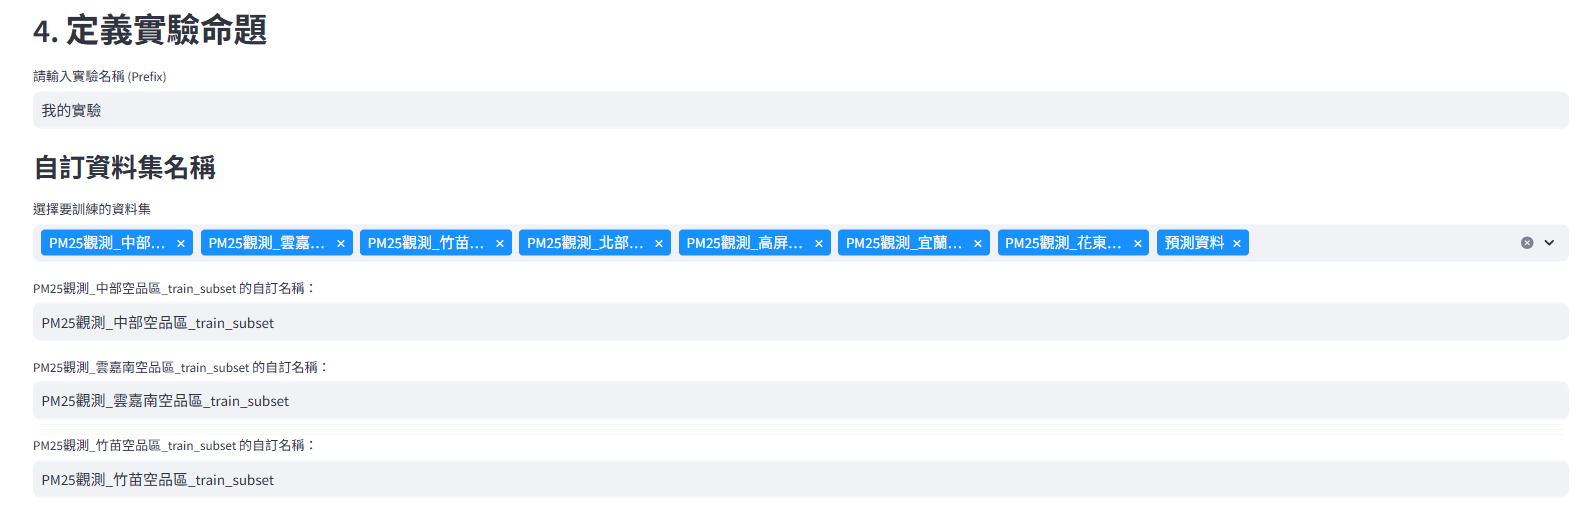 4. 定義實驗命題
請輸入實驗名稱 (Prefix)
我的實驗
自訂資料集名稱
選擇要訓練的資料集
PM25觀測_中部... × PM25觀測_雲嘉... × PM25觀測_竹苗... × PM25觀測_北部... × PM25觀測_高屏... × PM25觀測_宜蘭... × PM25觀測_花東... × 預測資料 ×
PM25觀測_中部空品區_train_subset 的自訂名稱：
PM25觀測_中部空品區_train_subset
PM25觀測_雲嘉南空品區_train_subset 的自訂名稱：
PM25觀測_雲嘉南空品區_train_subset
PM25觀測_竹苗空品區_train_subset 的自訂名稱：
PM25觀測_竹苗空品區_train_subset